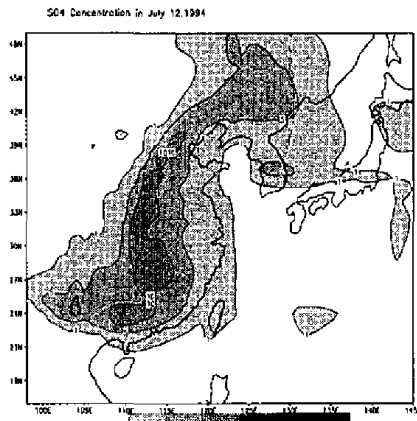 SO4 Concentration in July 12,1994
48N
45N
42N
39N
36N
33N
30N
27N
24N
21N
18N
100E
105E
110E
115E
120E
125E
130E
135E
140E
145E